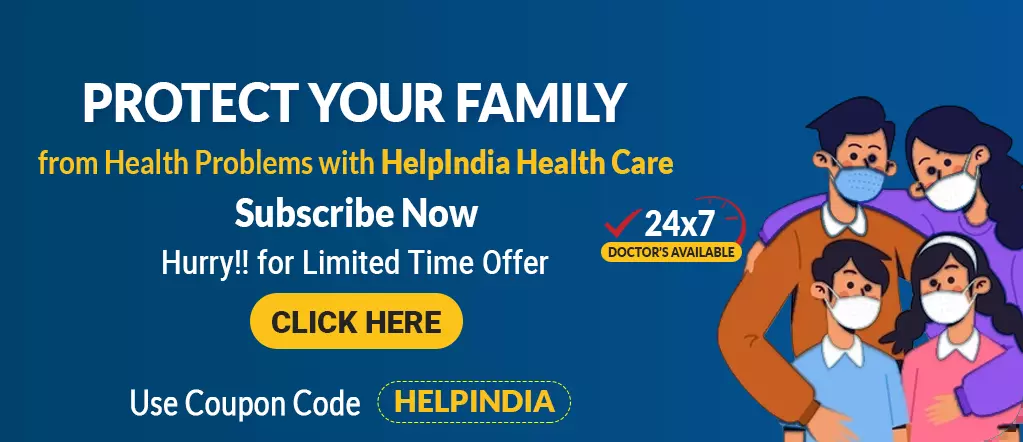 PROTECT YOUR FAMILY
from Health Problems with HelpIndia Health Care
Subscribe Now
Hurry!! for Limited Time Offer
CLICK HERE
Use Coupon Code HELPINDIA
24x7
DOCTOR'S AVAILABLE